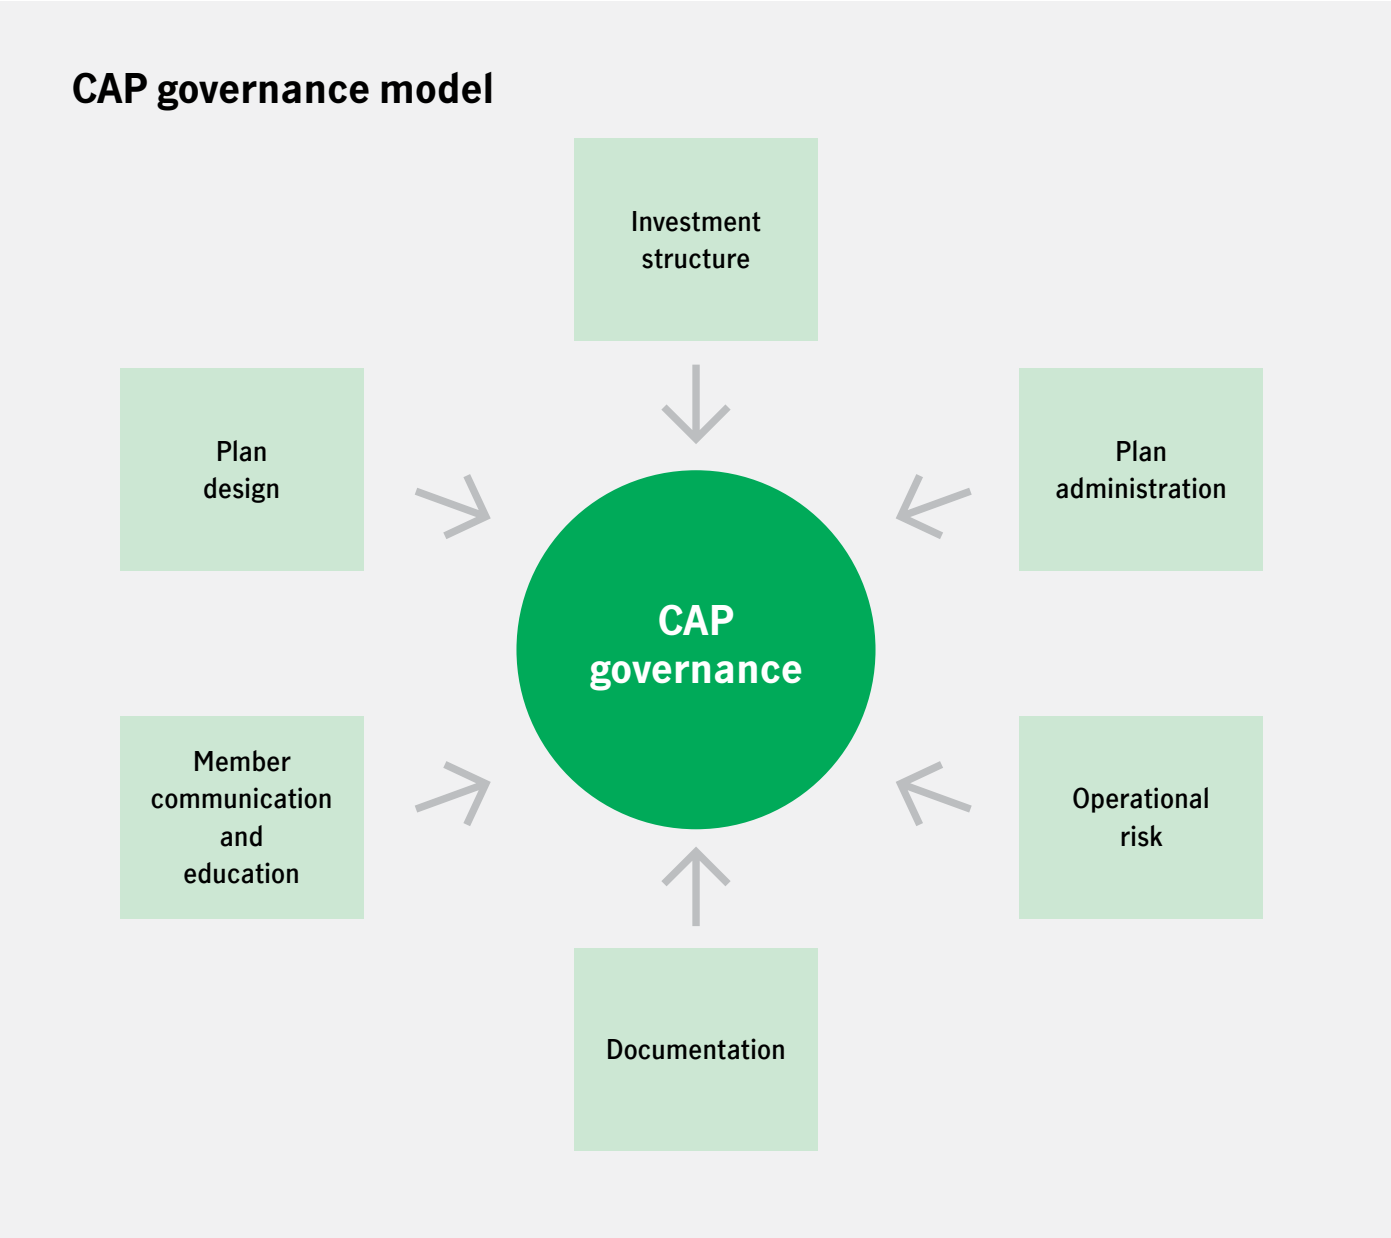 CAP governance model
Investment
structure
Plan
design
Plan
administration
CAP
governance
Member
communication
and
education
Operational
risk
Documentation